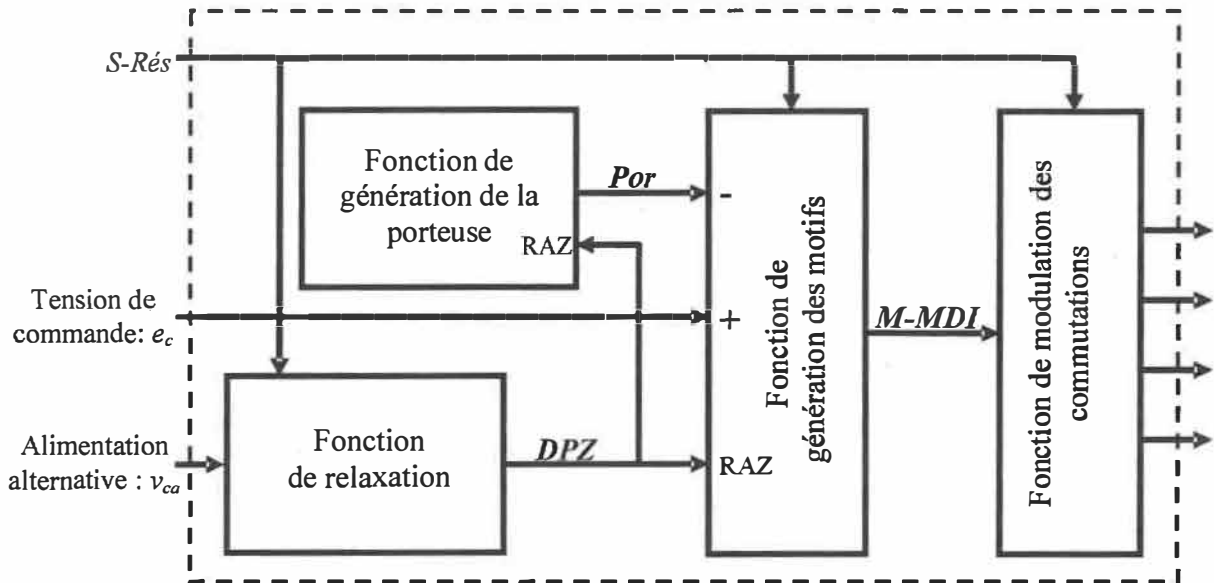 S-Rés
Fonction de
génération de la
porteuse
RAZ
Por
-
Tension de
commande: e_c
+
Fonction de
génération des motifs
M-MDI
Fonction de modulation des
commutations
Alimentation
alternative : v_ca
Fonction
de relaxation
DPZ
RAZ